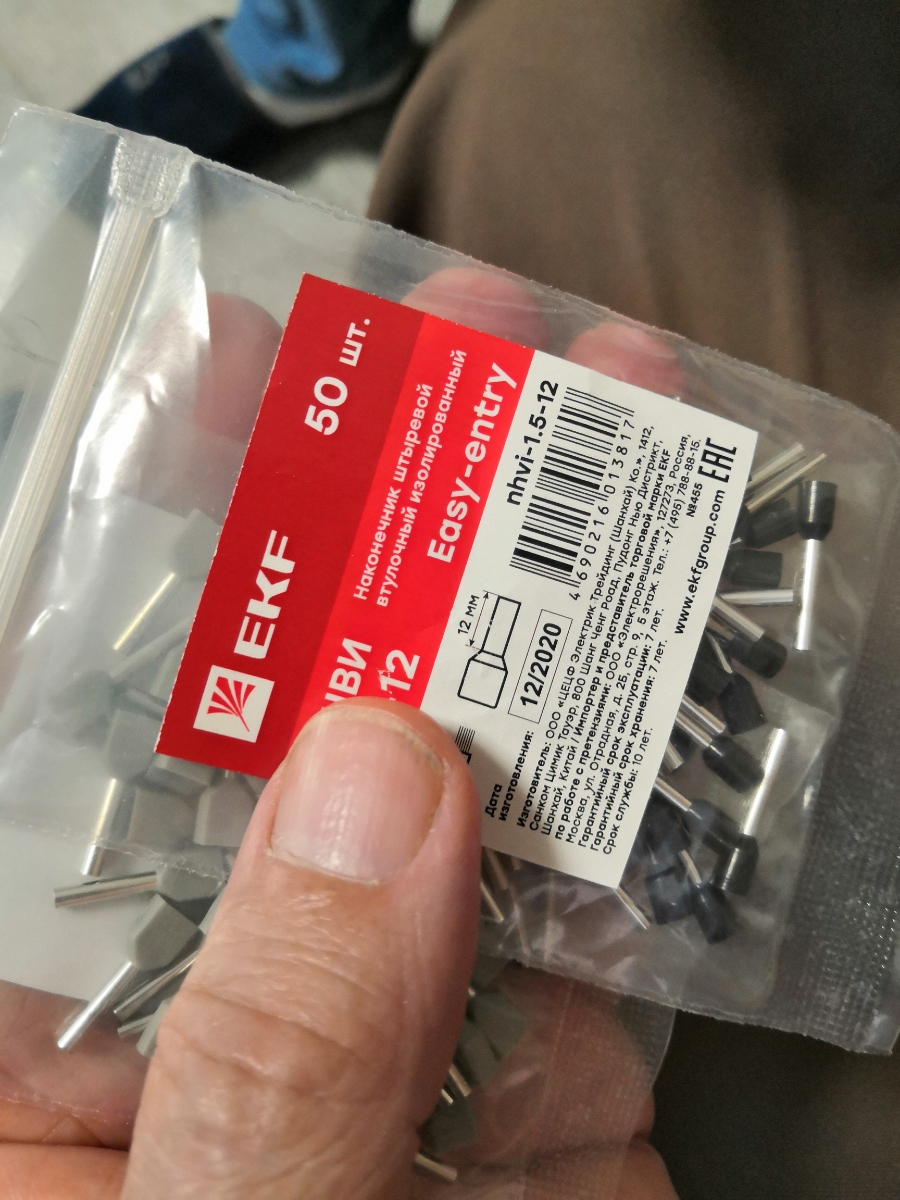 EKF
50 шт.
НВИ
12
Наконечник штыревой
втулочный изолированный
Easy-entry
nhvi-1.5-12
4 690216 013817
12 мм
12/2020
Дата
изготовления:
Изготовитель: ООО «ЦЕЦФ Электрик Трейдинг (Шанхай) Ко.», 1412,
Санком Цимик Тауэр, 800 Шанг Ченг Роад, Пудонг Нью Дистрикт,
Шанхай, Китай / Импортер и представитель торговой марки EKF
по работе с претензиями: ООО «Электрорешения», 127273, Россия,
Москва, ул. Отрадная, д. 2Б, стр. 9, 5 этаж. Тел.: +7 (495) 788-88-15.
Гарантийный срок эксплуатации: 7 лет.
Гарантийный срок хранения: 7 лет.
Срок службы: 10 лет.
№455
www.ekfgroup.com
EAC